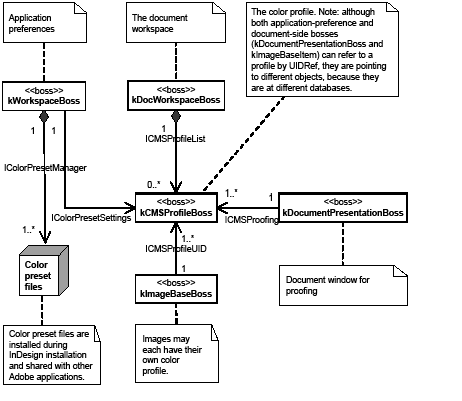 Application
preferences
The document
workspace
The color profile. Note: although
both application-preference and
document-side bosses
(kDocumentPresentationBoss and
kImageBaseItem) can refer to a
profile by UIDRef, they are pointing
to different objects, because they
are at different databases.
<<boss>>
kWorkspaceBoss
<<boss>>
kDocWorkspaceBoss
1
1
1
ICMSProfileList
IColorPresetManager
0..*
1..*
1
<<boss>>
kCMSProfileBoss
<<boss>>
kDocumentPresentationBoss
IColorPresetSettings
ICMSProofing
1..*
1..*
ICMSProfileUID
Color
preset
files
1
<<boss>>
kImageBaseBoss
Document window for
proofing
Color preset files are
installed during
InDesign installation
and shared with other
Adobe applications.
Images may
each have their
own color
profile.